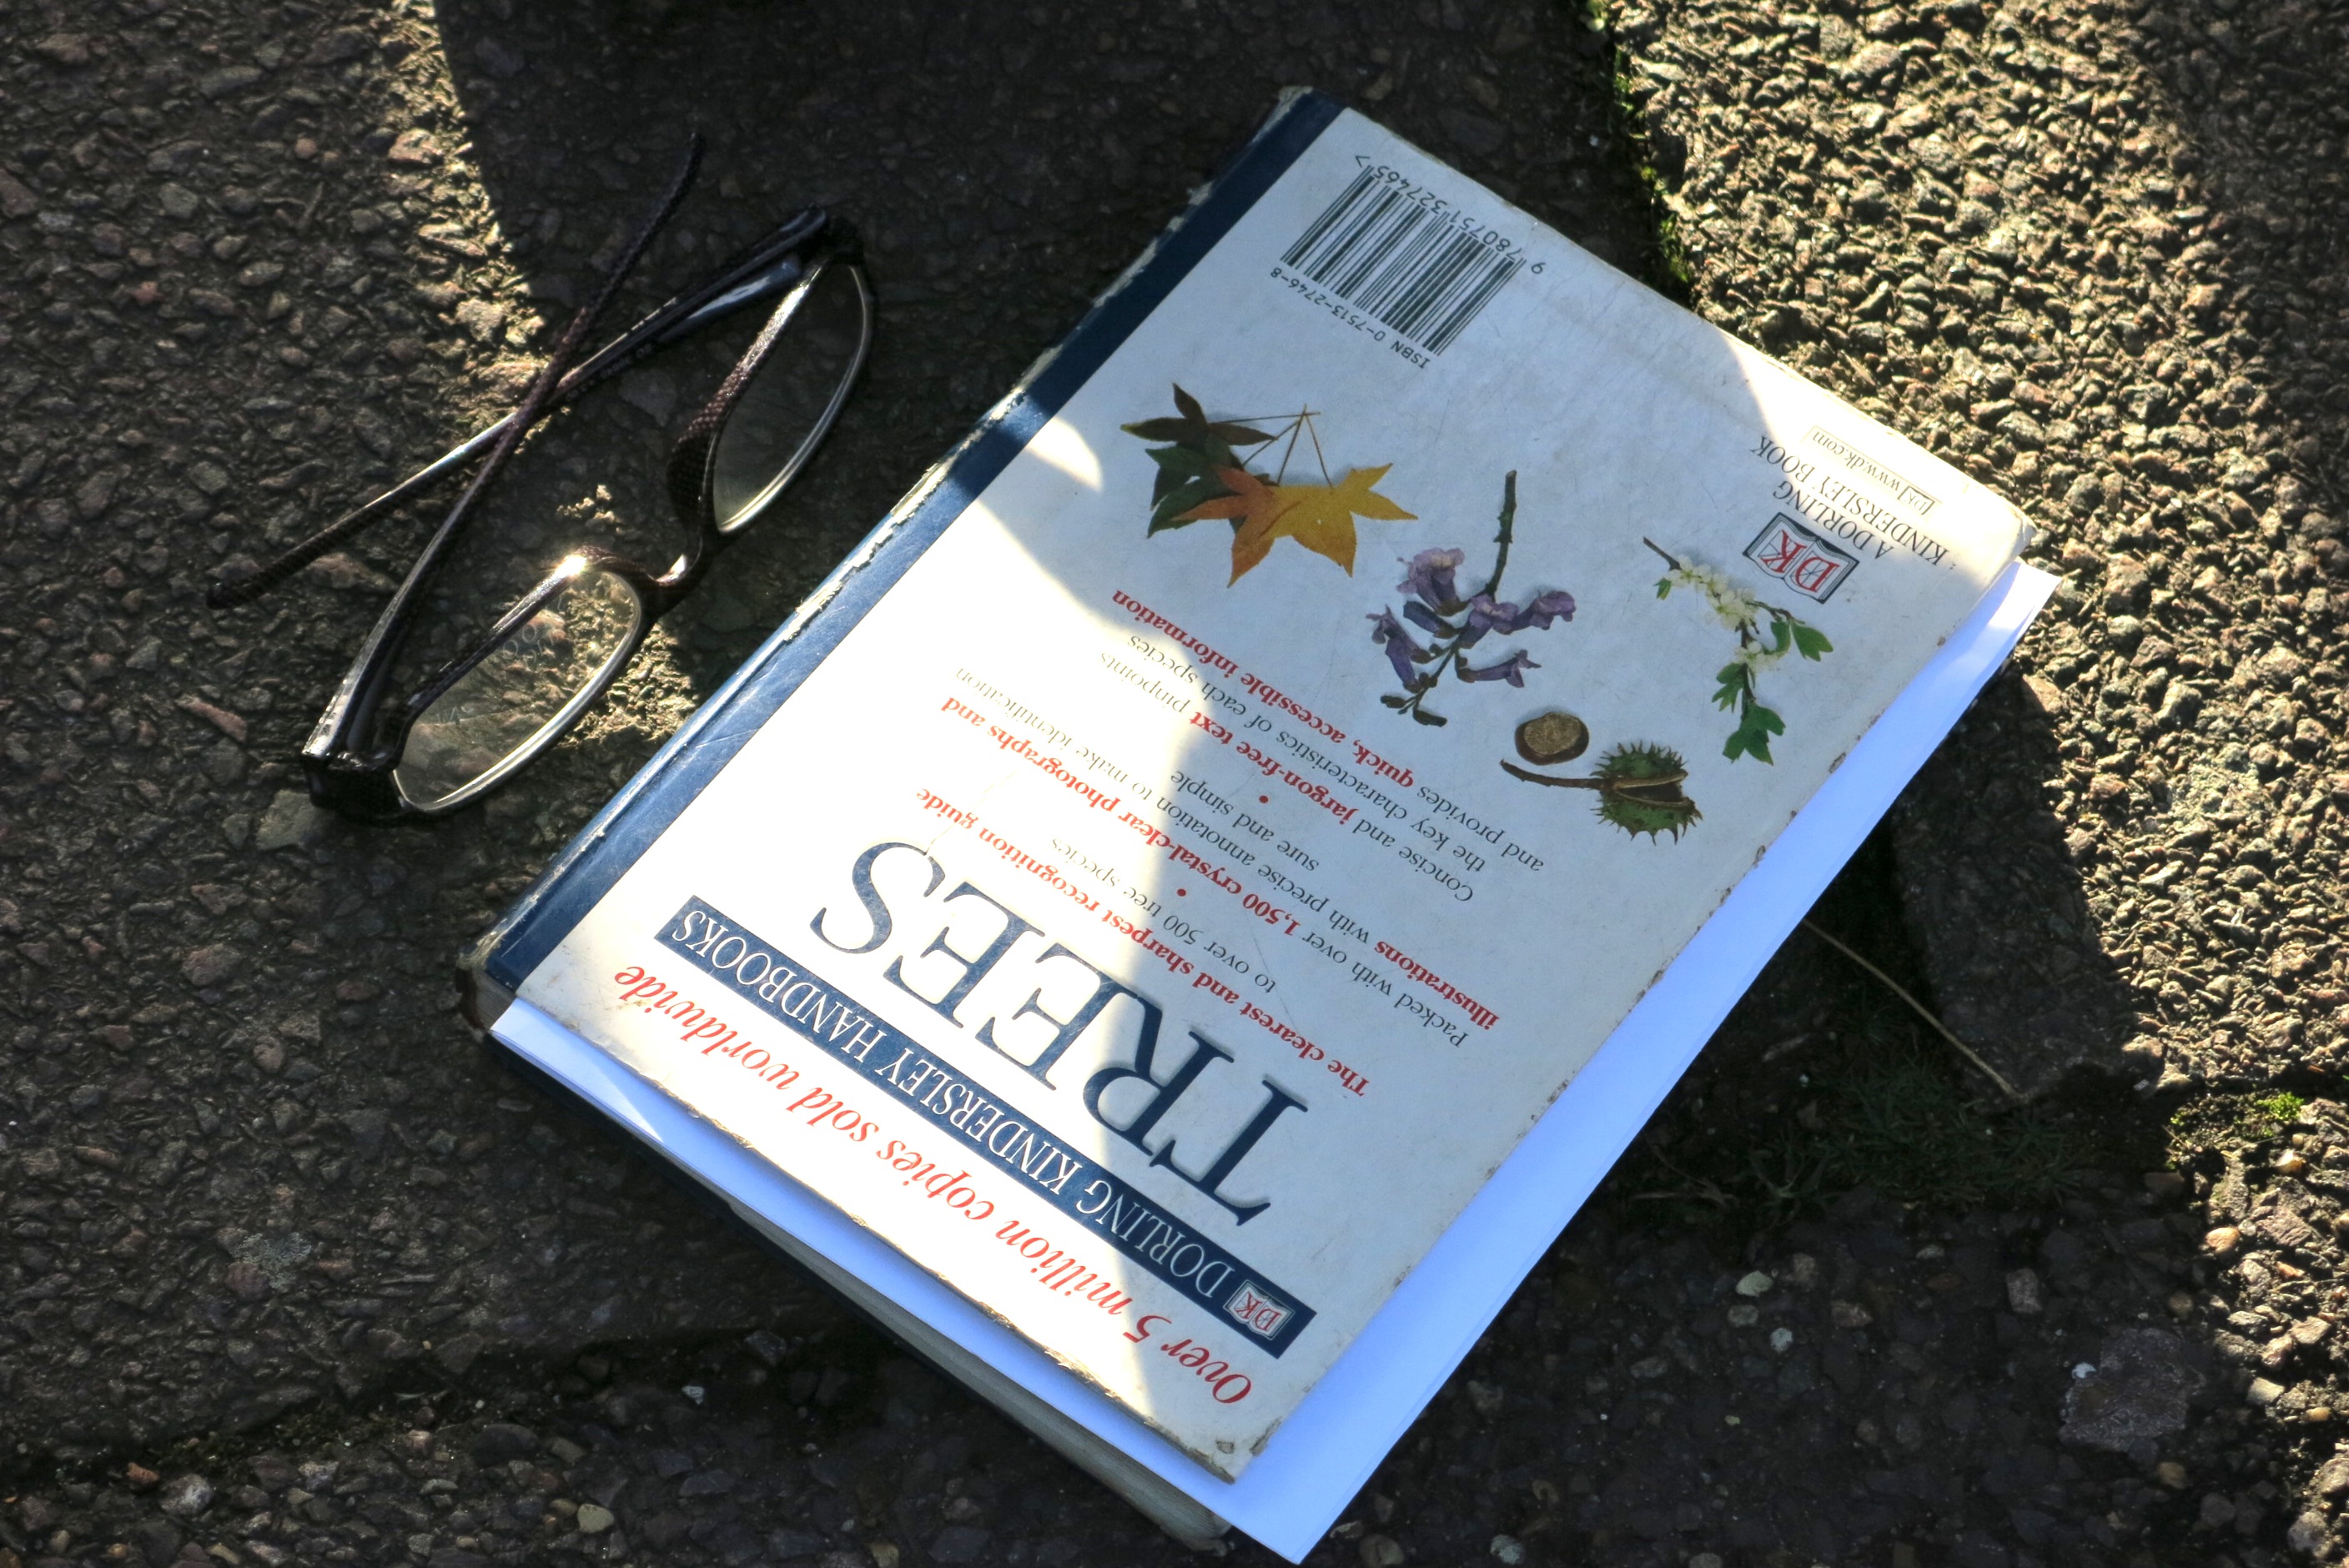 Over 5 million copies sold worldwide
DK DORLING KINDERSLEY HANDBOOKS
TREES
The clearest and sharpest recognition guide
to over 500 tree species
•
Packed with over 1,500 crystal-clear photographs and
illustrations with precise annotation to make identification
sure and simple
•
Concise and jargon-free text pinpoints
the key characteristics of each species
and provides quick, accessible information
DK
A DORLING
KINDERSLEY BOOK
DK www.dk.com
ISBN 0-7513-2746-8
9 780751 327465 >